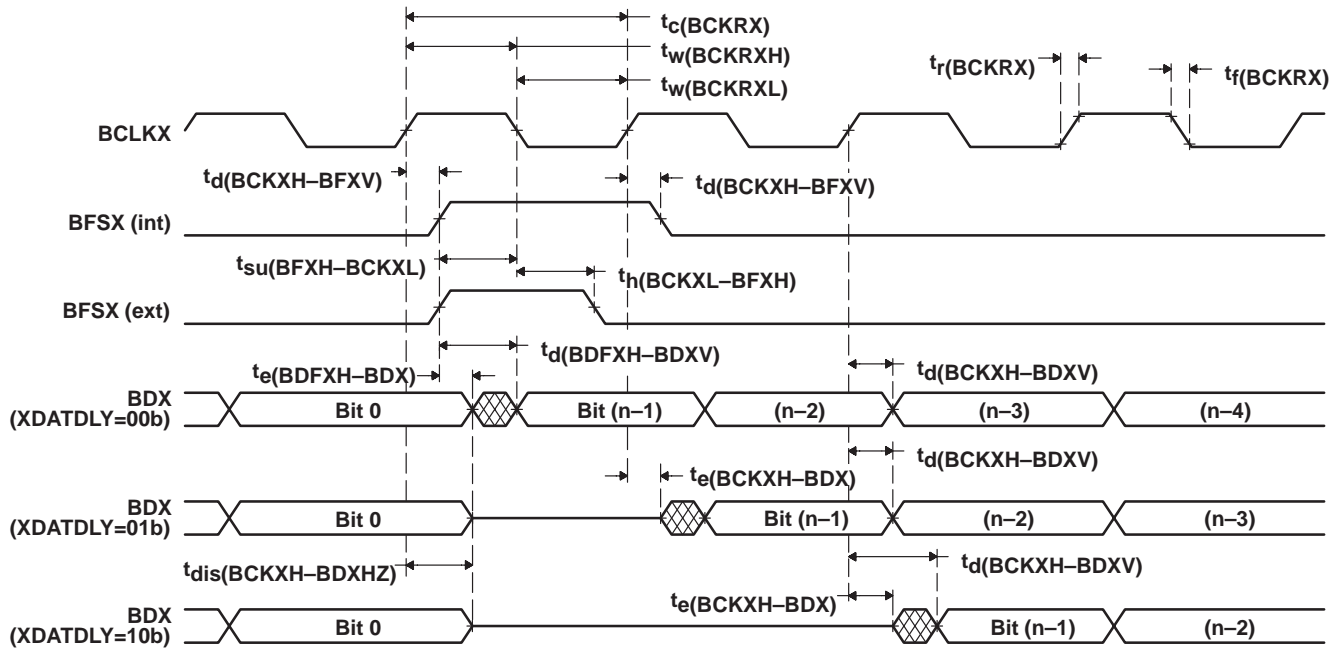 tc(BCKRX)
tw(BCKRXH)
tr(BCKRX)
tf(BCKRX)
tw(BCKRXL)
BCLKX
td(BCKXH–BFXV)
td(BCKXH–BFXV)
BFSX (int)
tsu(BFXH–BCKXL)
th(BCKXL–BFXH)
BFSX (ext)
td(BDFXH–BDXV)
te(BDFXH–BDX)
td(BCKXH–BDXV)
BDX
(XDATDLY=00b)
Bit 0
Bit (n–1)
(n–2)
(n–3)
(n–4)
td(BCKXH–BDXV)
te(BCKXH–BDX)
BDX
(XDATDLY=01b)
Bit 0
Bit (n–1)
(n–2)
(n–3)
tdis(BCKXH–BDXHZ)
td(BCKXH–BDXV)
te(BCKXH–BDX)
BDX
(XDATDLY=10b)
Bit 0
Bit (n–1)
(n–2)